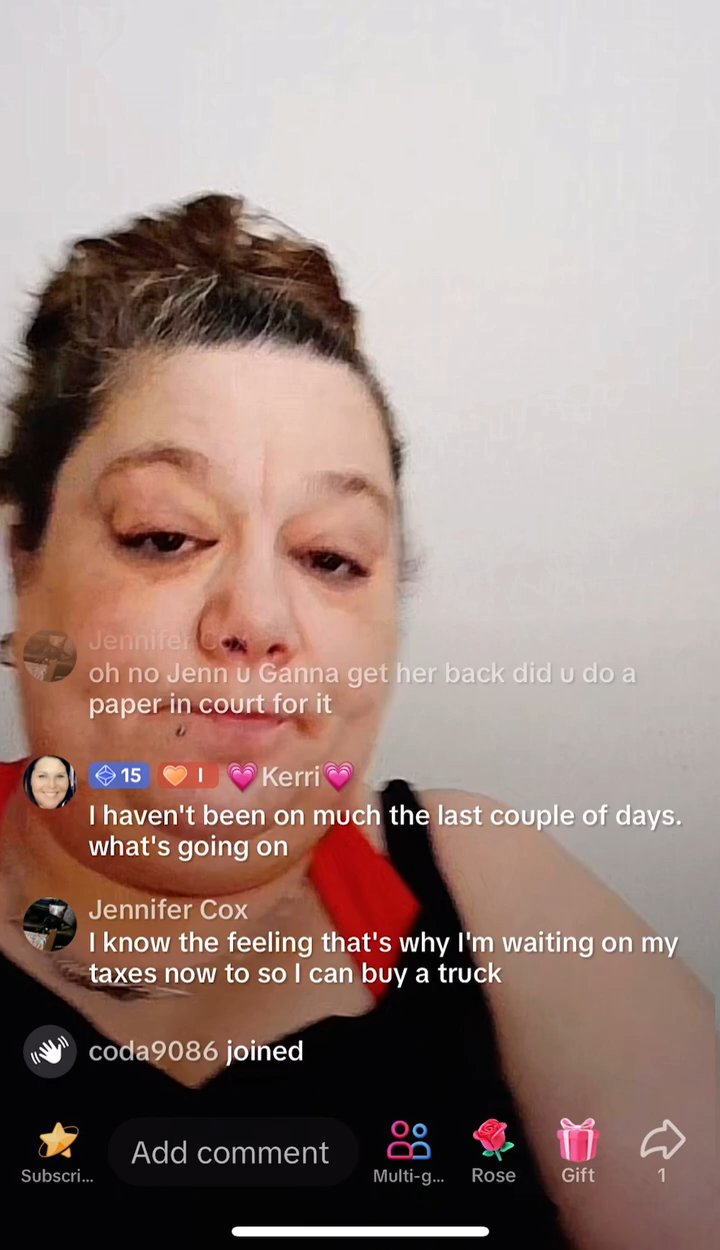 Jennifer Cox
oh no Jenn u Ganna get her back did u do a
paper in court for it
15 I 💗Kerri💗
I haven't been on much the last couple of days.
what's going on
Jennifer Cox
I know the feeling that's why I'm waiting on my
taxes now to so I can buy a truck
coda9086 joined
Subscri...
Add comment
Multi-g...
Rose
Gift
1